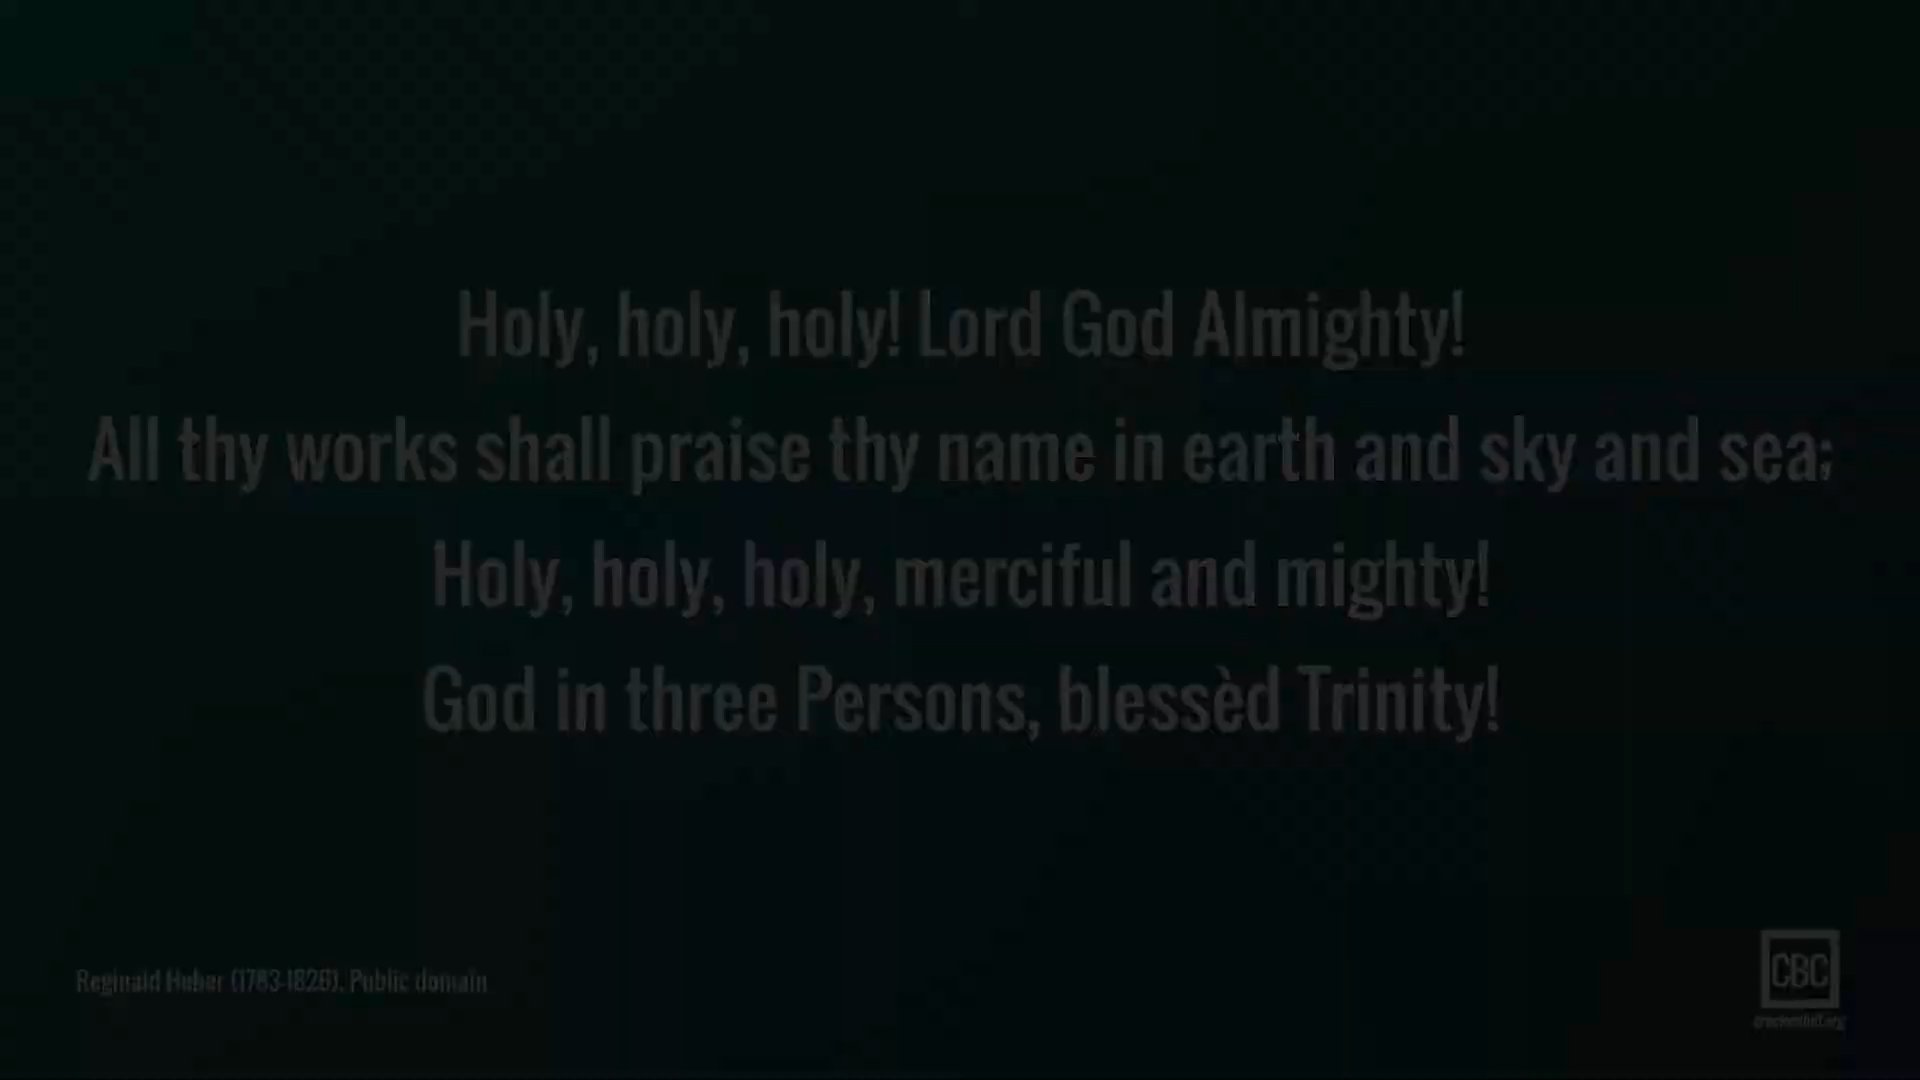 Holy, holy, holy! Lord God Almighty!
All thy works shall praise thy name in earth and sky and sea;
Holy, holy, holy, merciful and mighty!
God in three Persons, blessèd Trinity!
Reginald Heber (1783-1826). Public domain
CBC